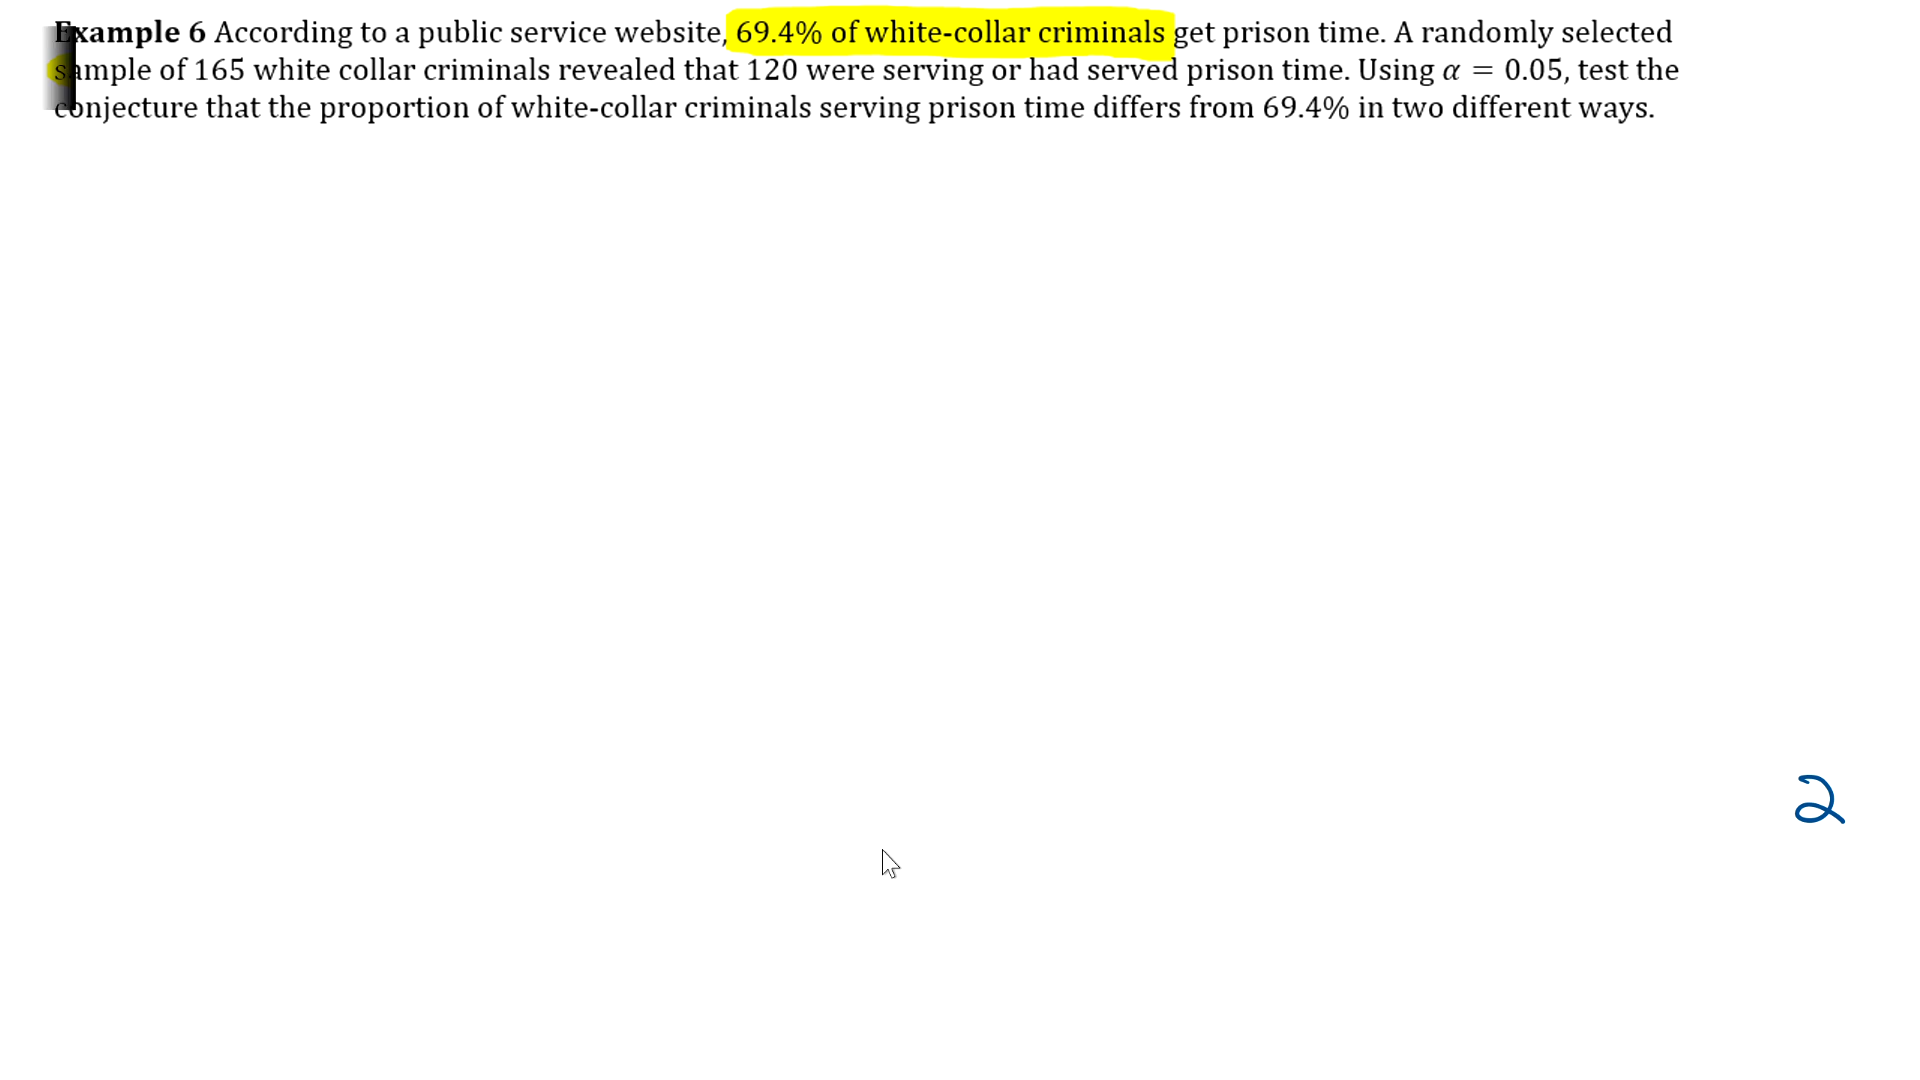 Example 6 According to a public service website, 69.4% of white-collar criminals get prison time. A randomly selected
sample of 165 white collar criminals revealed that 120 were serving or had served prison time. Using α = 0.05, test the
conjecture that the proportion of white-collar criminals serving prison time differs from 69.4% in two different ways.
2